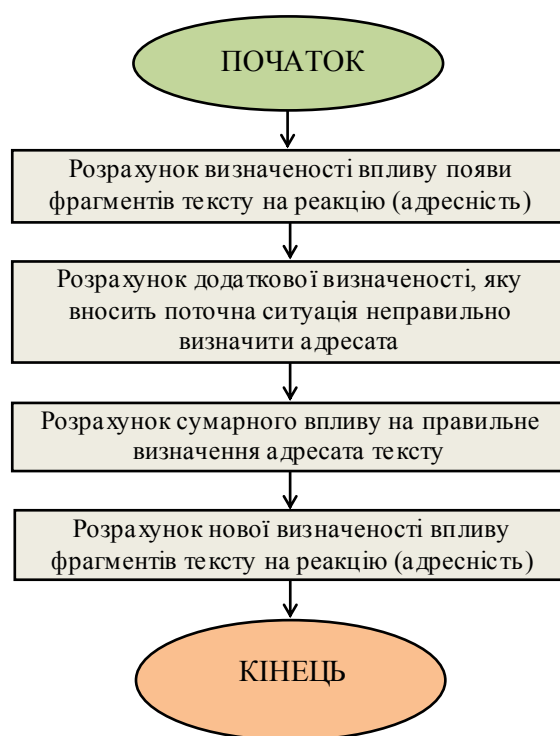 ПОЧАТОК
Розрахунок визначеності впливу появи
фрагментів тексту на реакцію (адресність)
Розрахунок додаткової визначеності, яку
вносить поточна ситуація неправильно
визначити адресата
Розрахунок сумарного впливу на правильне
визначення адресата тексту
Розрахунок нової визначеності впливу
фрагментів тексту на реакцію (адресність)
КІНЕЦЬ